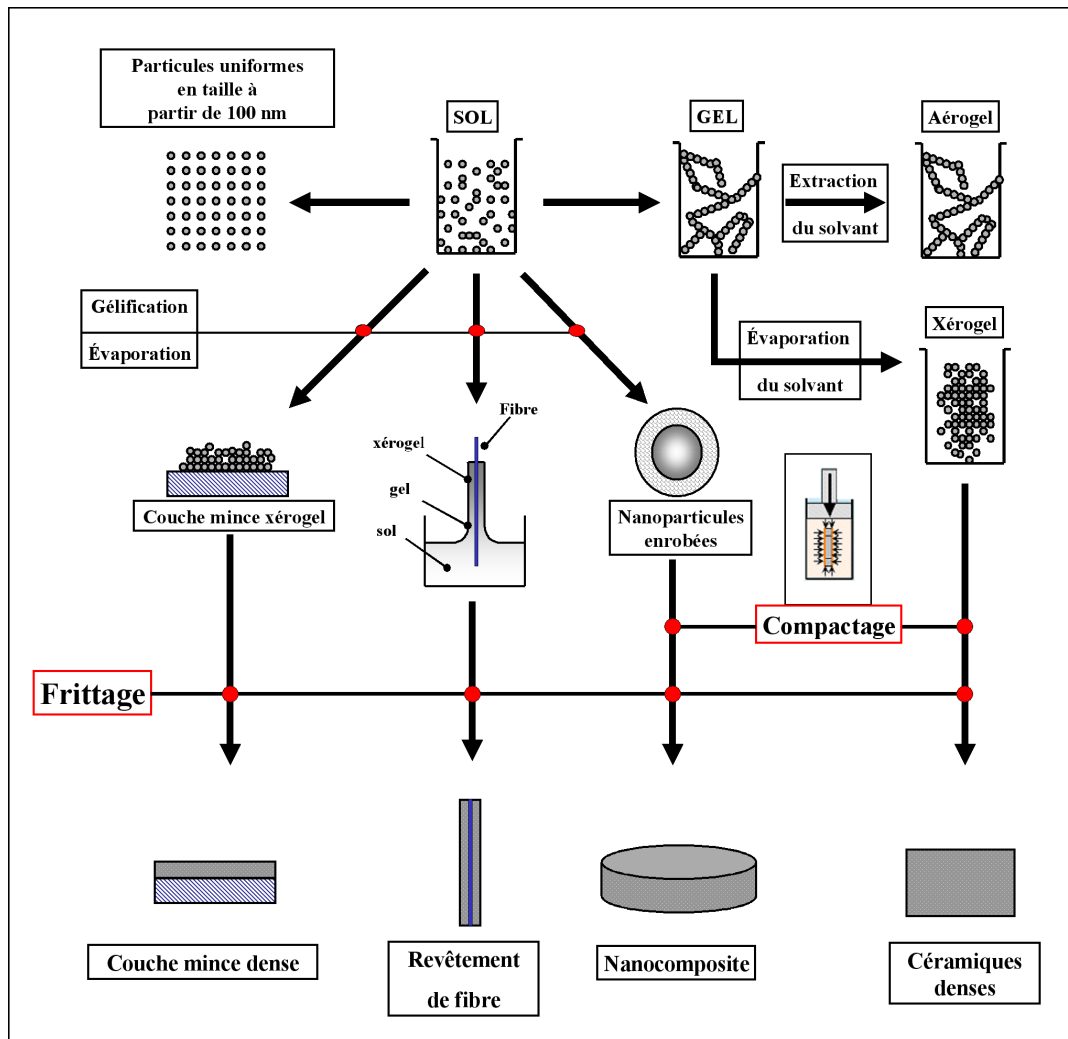 Particules uniformes
en taille à
partir de 100 nm
SOL
GEL
Aérogel
Extraction
du solvant
Gélification
Évaporation
Évaporation
du solvant
Xérogel
Fibre
xérogel
gel
sol
Couche mince xérogel
Nanoparticules
enrobées
Compactage
Frittage
Couche mince dense
Revêtement
de fibre
Nanocomposite
Céramiques
denses